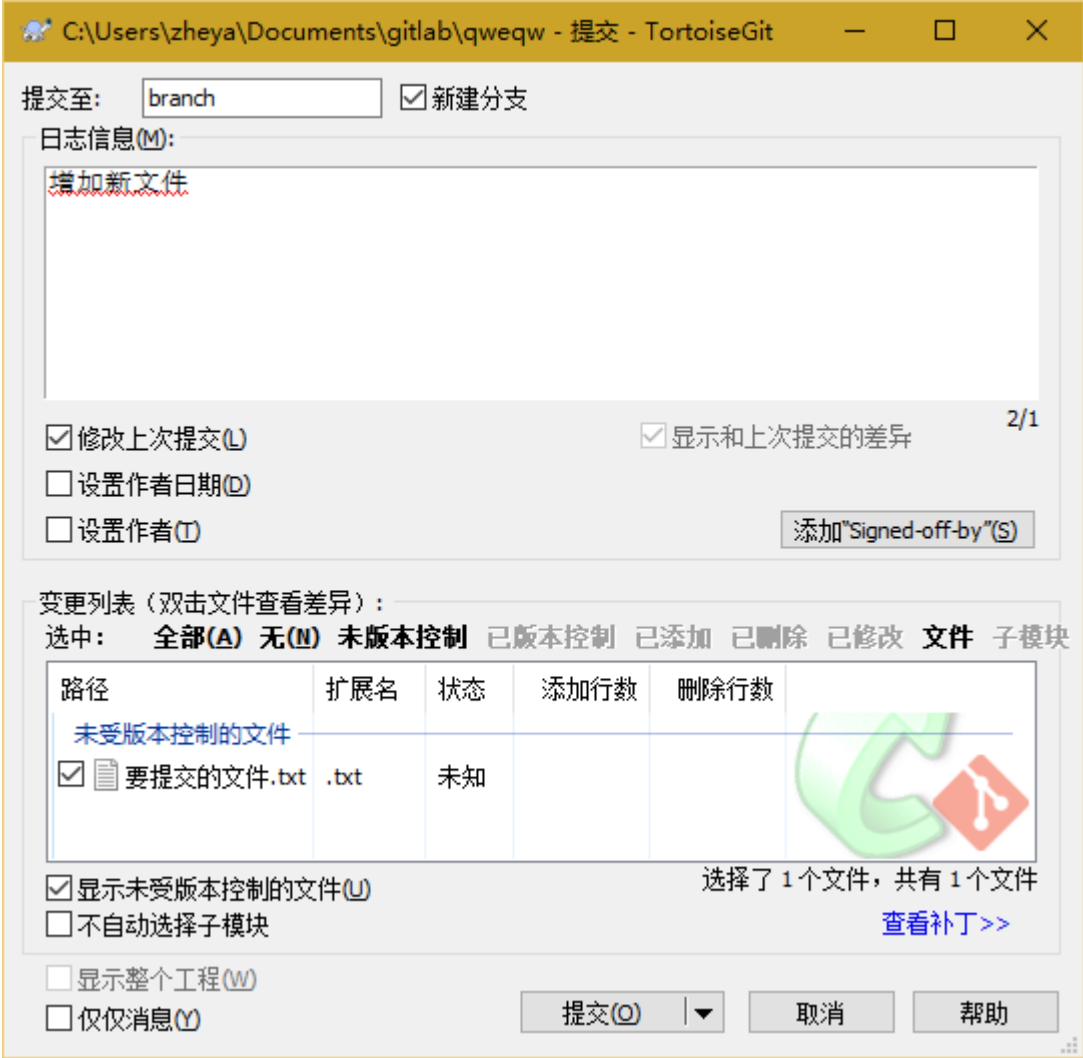 C:\Users\zheya\Documents\gitlab\qweqw - 提交 - TortoiseGit
提交至: branch 新建分支
日志信息(M):
增加新文件
2/1
修改上次提交(L) 显示和上次提交的差异
设置作者日期(D)
设置作者(T) 添加"Signed-off-by"(S)
变更列表（双击文件查看差异）:
选中: 全部(A) 无(N) 未版本控制 已版本控制 已添加 已删除 已修改 文件 子模块
路径 扩展名 状态 添加行数 删除行数
未受版本控制的文件
要提交的文件.txt .txt 未知
显示未受版本控制的文件(U) 选择了 1个文件，共有 1个文件
不自动选择子模块 查看补丁>>
显示整个工程(W)
仅仅消息(Y) 提交(O) 取消 帮助